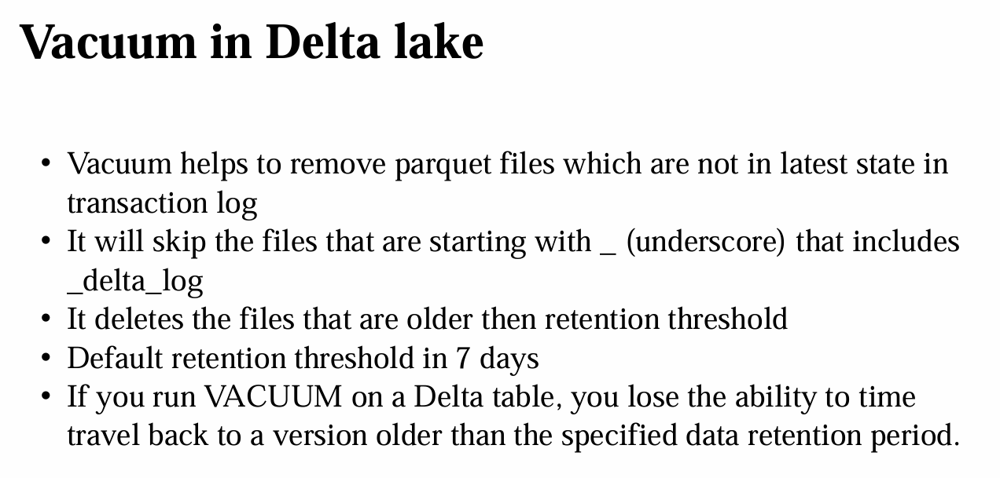 Vacuum in Delta lake
• Vacuum helps to remove parquet files which are not in latest state in
transaction log
• It will skip the files that are starting with _ (underscore) that includes
_delta_log
• It deletes the files that are older then retention threshold
• Default retention threshold in 7 days
• If you run VACUUM on a Delta table, you lose the ability to time
travel back to a version older than the specified data retention period.